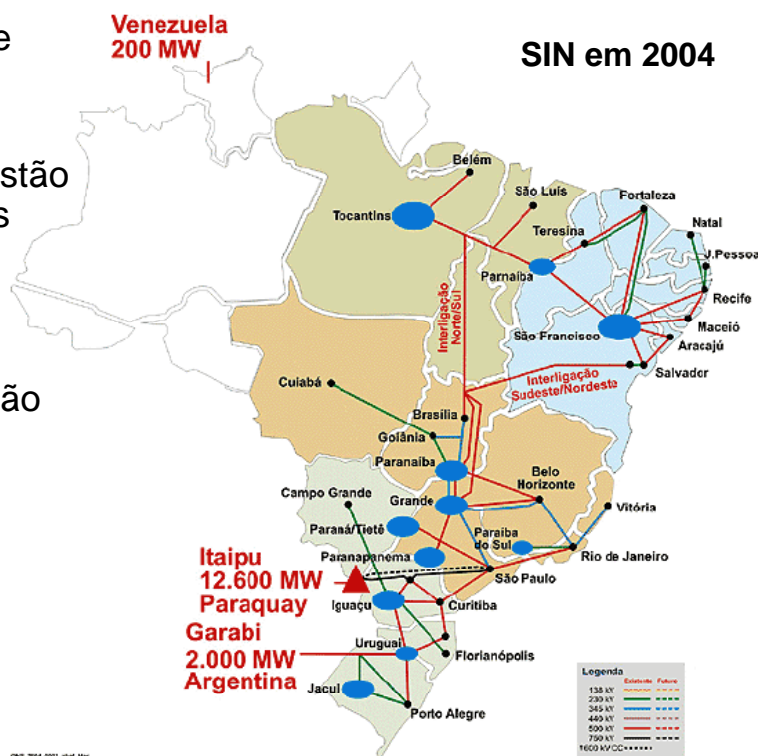 Venezuela
200 MW
e
SIN em 2004
stão
s
ão
Belém
São Luís
Fortaleza
Tocantins
Teresina
Natal
Parnaíba
J.Pessoa
Recife
São Francisco
Maceió
Aracajú
Salvador
Interligação
Norte/Sul
Interligação
Sudeste/Nordeste
Cuiabá
Brasília
Goiânia
Paranaíba
Belo
Horizonte
Campo Grande
Grande
Vitória
Paraná/Tietê
Paraíba
do Sul
Paranapanema
Rio de Janeiro
São Paulo
Itaipu
12.600 MW
Paraquay
Iguaçu
Curitiba
Garabi
2.000 MW
Argentina
Uruguai
Florianópolis
Jacuí
Porto Alegre
Legenda
Existente Futuro
138 kV
230 kV
345 kV
440 kV
500 kV
750 kV
±600 kV CC